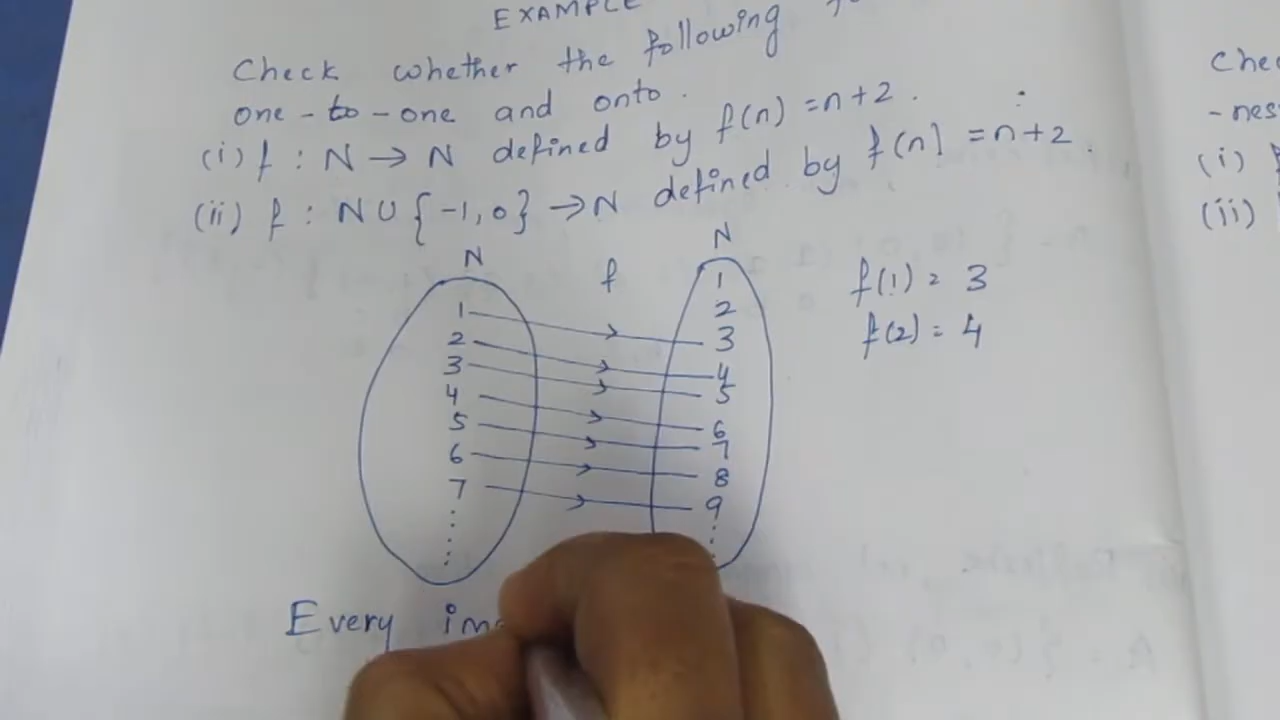 EXAMPLE
Check whether the following
one-to-one and onto.
(i) f : N → N defined by f(n) = n+2.
(ii) f : N ∪ {-1, 0} → N defined by f(n) = n+2.
N f N
1 1
2 2
3 3
4 4
5 5
6 6
7 7
8
9
f(1) = 3
f(2) = 4
Every
(i)
(ii)